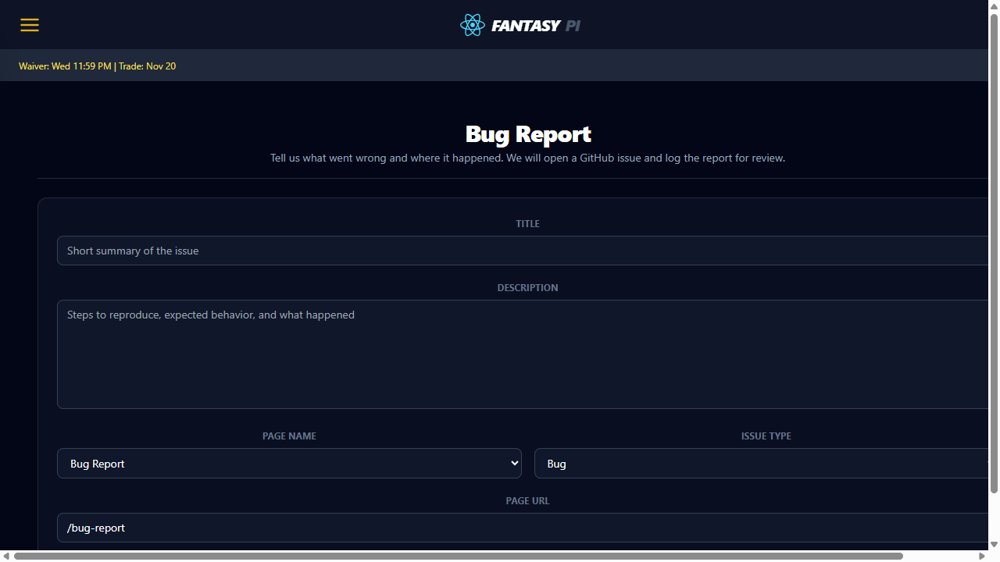 FANTASY PI
Waiver: Wed 11:59 PM | Trade: Nov 20
Bug Report
Tell us what went wrong and where it happened. We will open a GitHub issue and log the report for review.
TITLE
Short summary of the issue
DESCRIPTION
Steps to reproduce, expected behavior, and what happened
PAGE NAME
ISSUE TYPE
Bug Report
Bug
PAGE URL
/bug-report